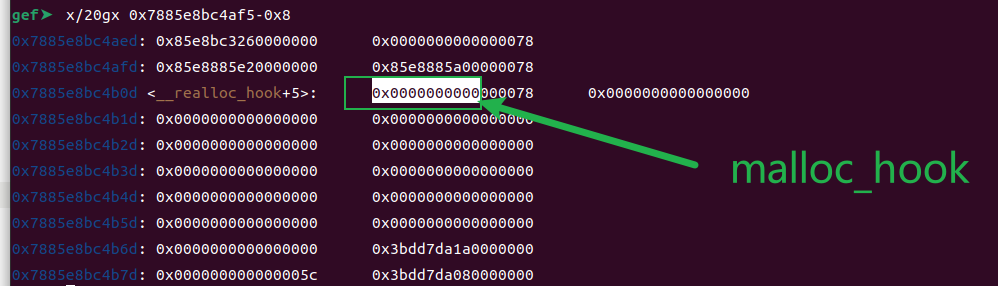 gef➤ x/20gx 0x7885e8bc4af5-0x8
0x7885e8bc4aed: 0x85e8bc3260000000 0x0000000000000078
0x7885e8bc4afd: 0x85e8885e20000000 0x85e8885a00000078
0x7885e8bc4b0d <__realloc_hook+5>: 0x0000000000000078 0x0000000000000000
0x7885e8bc4b1d: 0x0000000000000000 0x0000000000000000
0x7885e8bc4b2d: 0x0000000000000000 0x0000000000000000
0x7885e8bc4b3d: 0x0000000000000000 0x0000000000000000
0x7885e8bc4b4d: 0x0000000000000000 0x0000000000000000
0x7885e8bc4b5d: 0x0000000000000000 0x0000000000000000
0x7885e8bc4b6d: 0x0000000000000000 0x3bdd7da1a0000000
0x7885e8bc4b7d: 0x000000000000005c 0x3bdd7da080000000
malloc_hook